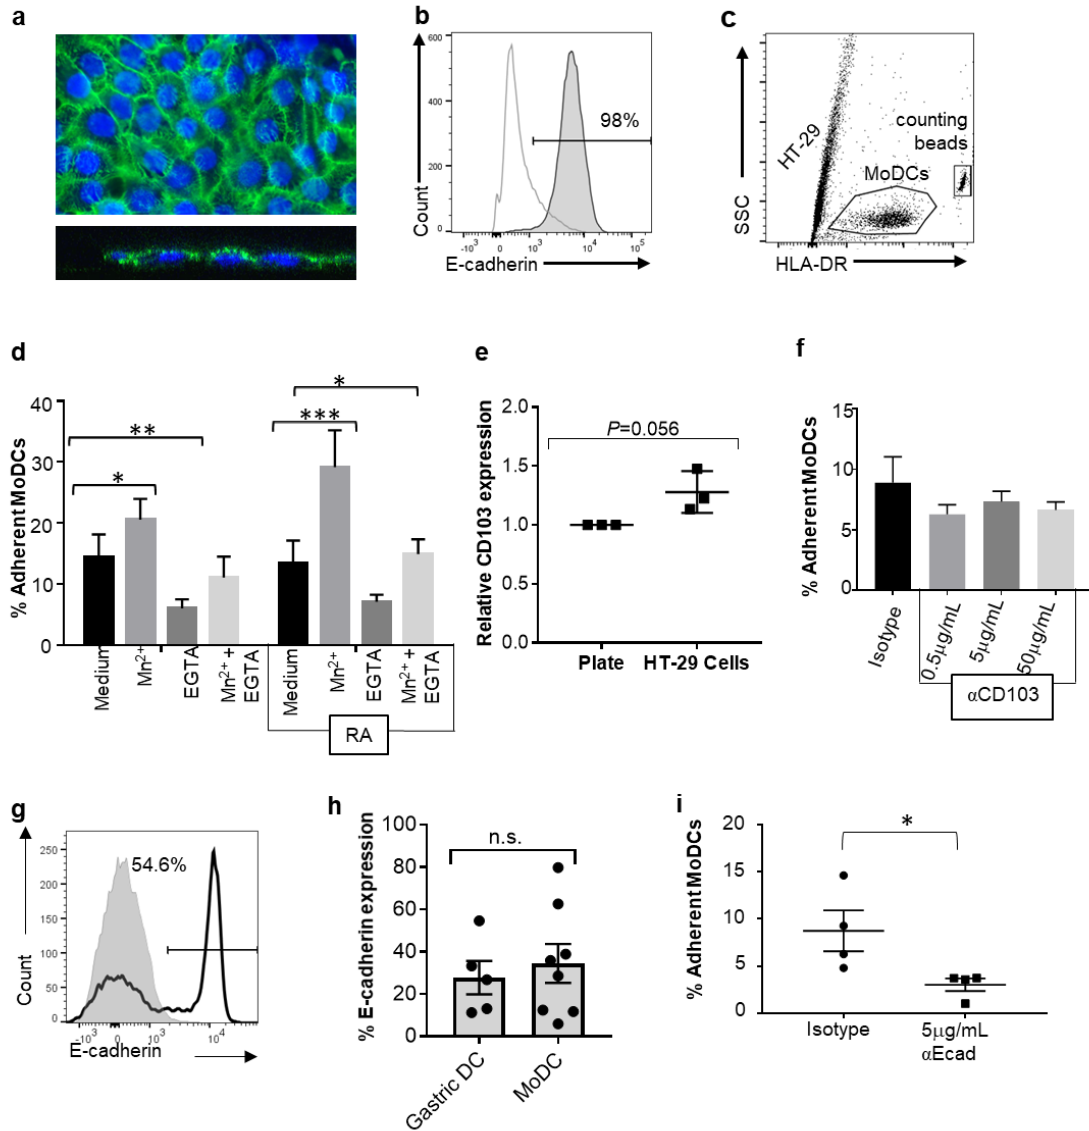 a
b
600
400
200
0
Count
98%
-10³ 0 10³ 10⁴ 10⁵
E-cadherin
c
SSC
HT-29
MoDCs
counting
beads
HLA-DR
d
% Adherent MoDCs
40
30
20
10
0
**
*
***
*
Medium
Mn²⁺
EGTA
Mn²⁺ +
EGTA
Medium
Mn²⁺
EGTA
Mn²⁺ +
EGTA
RA
e
Relative CD103 expression
2.0
1.5
1.0
0.5
0.0
P=0.056
Plate HT-29 Cells
f
% Adherent MoDCs
15
10
5
0
Isotype
0.5µg/mL
5µg/mL
50µg/mL
αCD103
g
Count
250
200
150
100
50
0
54.6%
-10³ 0 10³ 10⁴
E-cadherin
h
% E-cadherin expression
100
80
60
40
20
0
n.s.
Gastric DC
MoDC
i
% Adherent MoDCs
20
15
10
5
0
*
Isotype 5µg/mL
αEcad